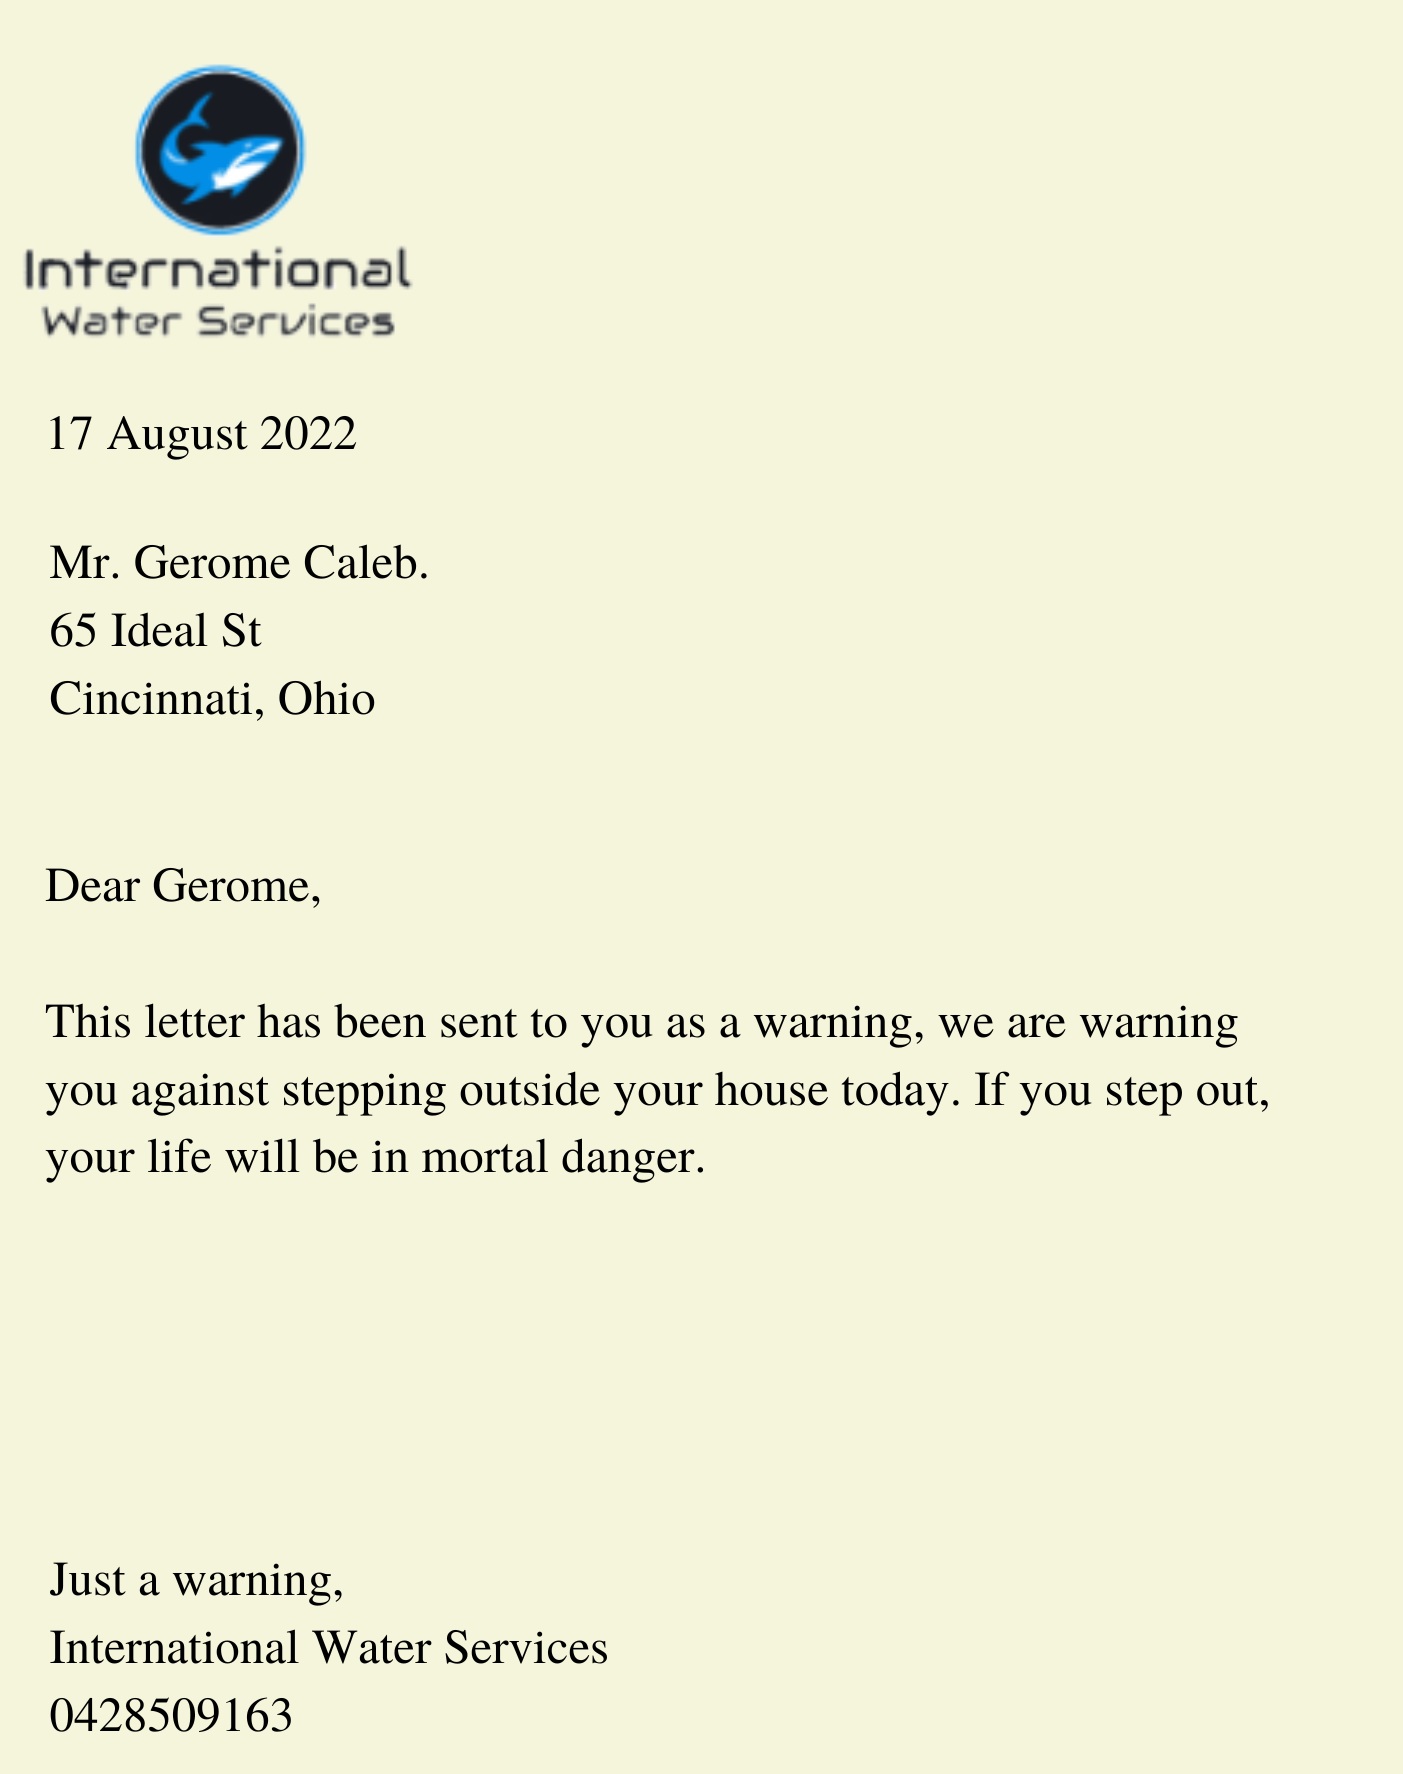 International
Water Services
17 August 2022
Mr. Gerome Caleb.
65 Ideal St
Cincinnati, Ohio
Dear Gerome,
This letter has been sent to you as a warning, we are warning
you against stepping outside your house today. If you step out,
your life will be in mortal danger.
Just a warning,
International Water Services
0428509163